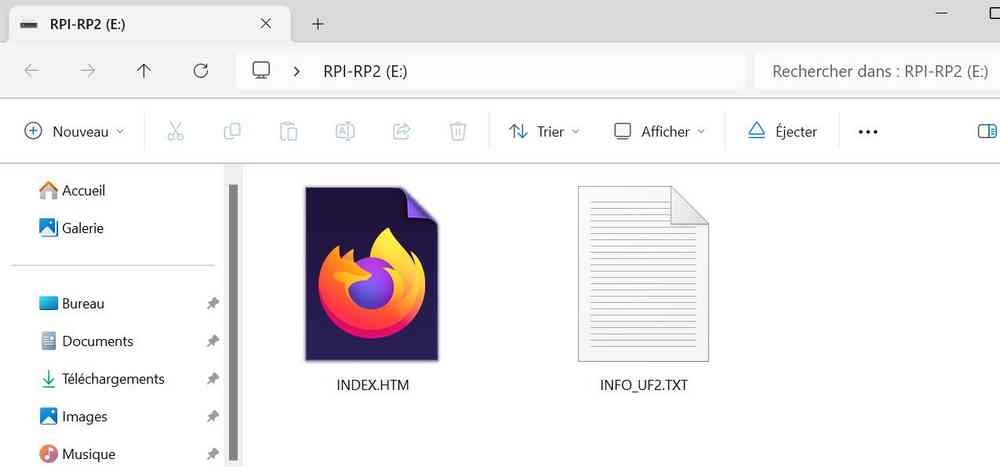 RPI-RP2 (E:)
RPI-RP2 (E:)
Rechercher dans : RPI-RP2 (E:)
Nouveau
Trier
Afficher
Éjecter
Accueil
Galerie
Bureau
Documents
Téléchargements
Images
Musique
INDEX.HTM
INFO_UF2.TXT